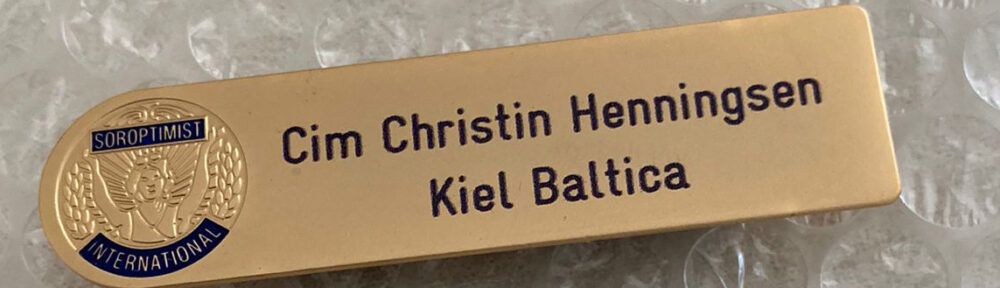 SOROPTIMIST
INTERNATIONAL
Cim Christin Henningsen
Kiel Baltica